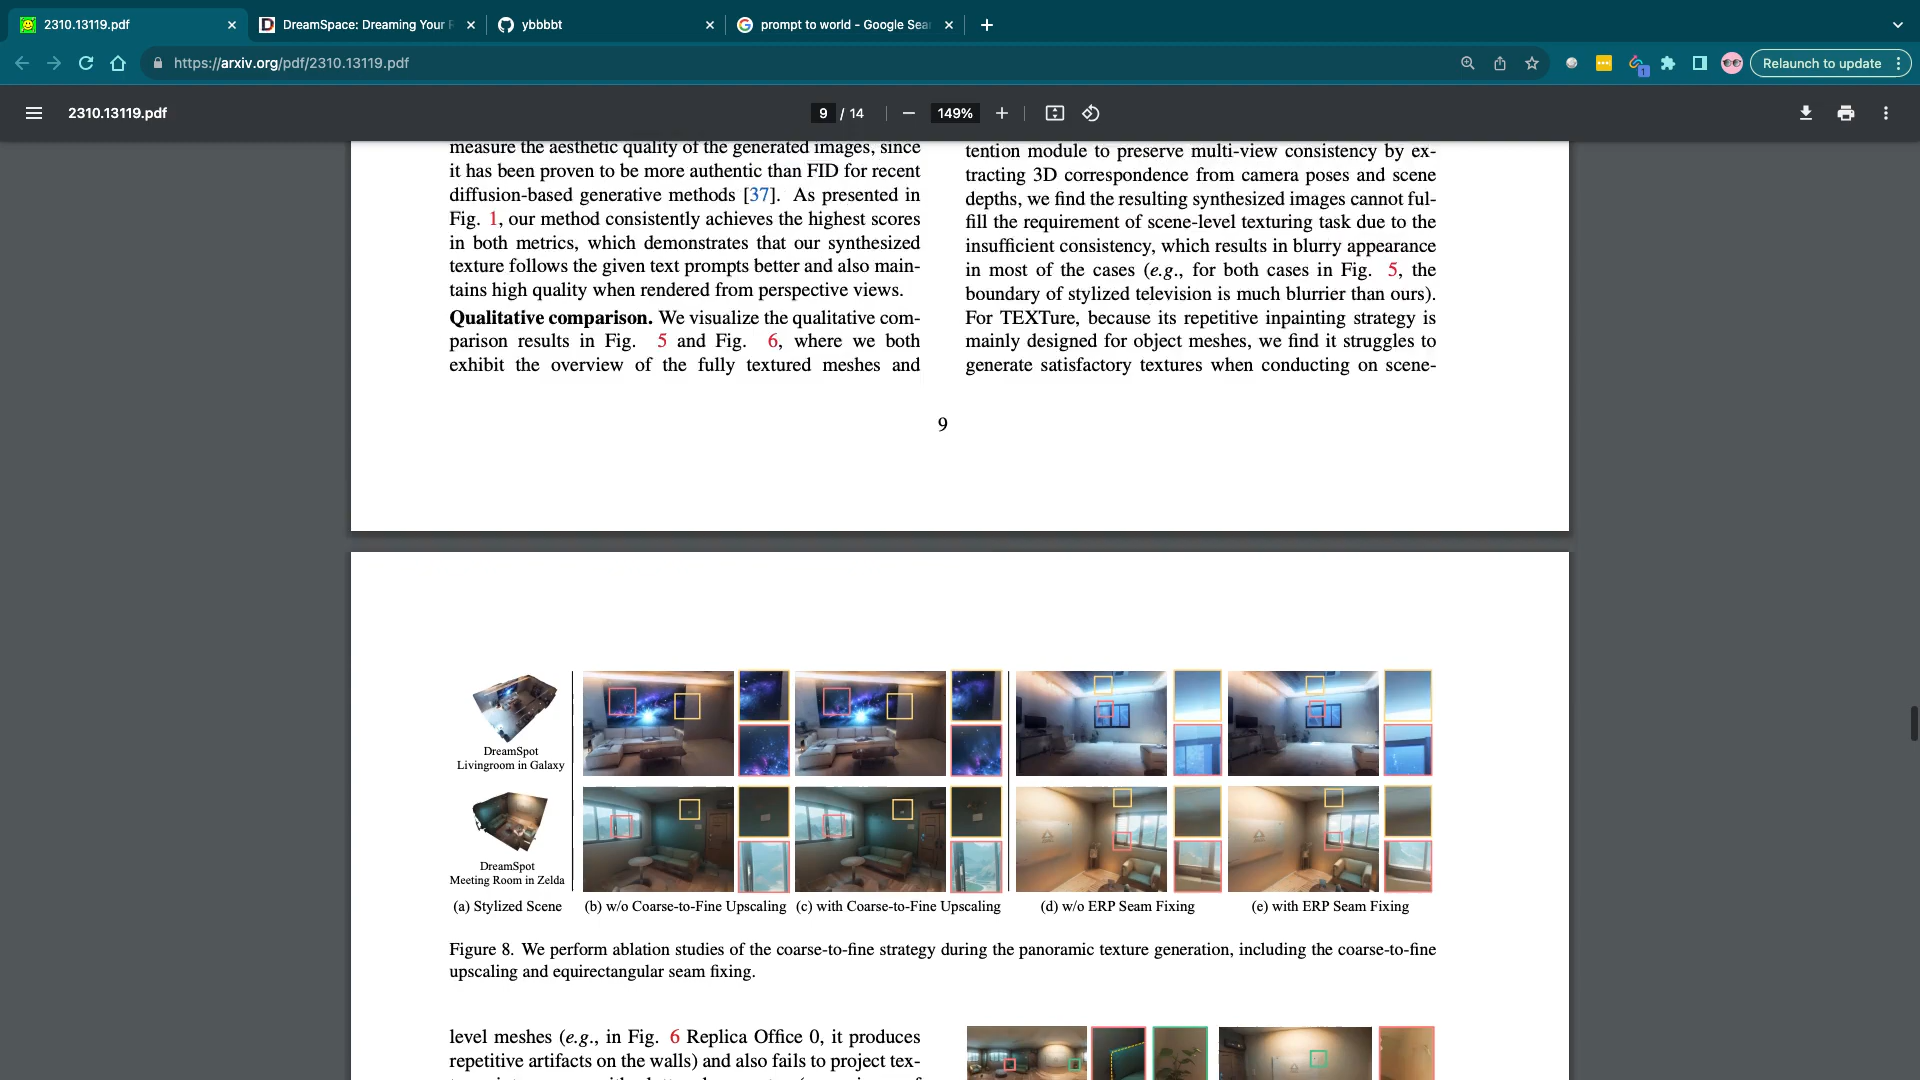 2310.13119.pdf
DreamSpace: Dreaming Your
ybbbbt
prompt to world - Google Sea
https://arxiv.org/pdf/2310.13119.pdf
1
Relaunch to update
2310.13119.pdf
9 / 14
149%
measure the aesthetic quality of the generated images, since
it has been proven to be more authentic than FID for recent
diffusion-based generative methods [37]. As presented in
Fig. 1, our method consistently achieves the highest scores
in both metrics, which demonstrates that our synthesized
texture follows the given text prompts better and also main-
tains high quality when rendered from perspective views.
Qualitative comparison. We visualize the qualitative com-
parison results in Fig. 5 and Fig. 6, where we both
exhibit the overview of the fully textured meshes and
tention module to preserve multi-view consistency by ex-
tracting 3D correspondence from camera poses and scene
depths, we find the resulting synthesized images cannot ful-
fill the requirement of scene-level texturing task due to the
insufficient consistency, which results in blurry appearance
in most of the cases (e.g., for both cases in Fig. 5, the
boundary of stylized television is much blurrier than ours).
For TEXTure, because its repetitive inpainting strategy is
mainly designed for object meshes, we find it struggles to
generate satisfactory textures when conducting on scene-
9
DreamSpot
Livingroom in Galaxy
DreamSpot
Meeting Room in Zelda
(a) Stylized Scene
(b) w/o Coarse-to-Fine Upscaling
(c) with Coarse-to-Fine Upscaling
(d) w/o ERP Seam Fixing
(e) with ERP Seam Fixing
Figure 8. We perform ablation studies of the coarse-to-fine strategy during the panoramic texture generation, including the coarse-to-fine
upscaling and equirectangular seam fixing.
level meshes (e.g., in Fig. 6 Replica Office 0, it produces
repetitive artifacts on the walls) and also fails to project tex-